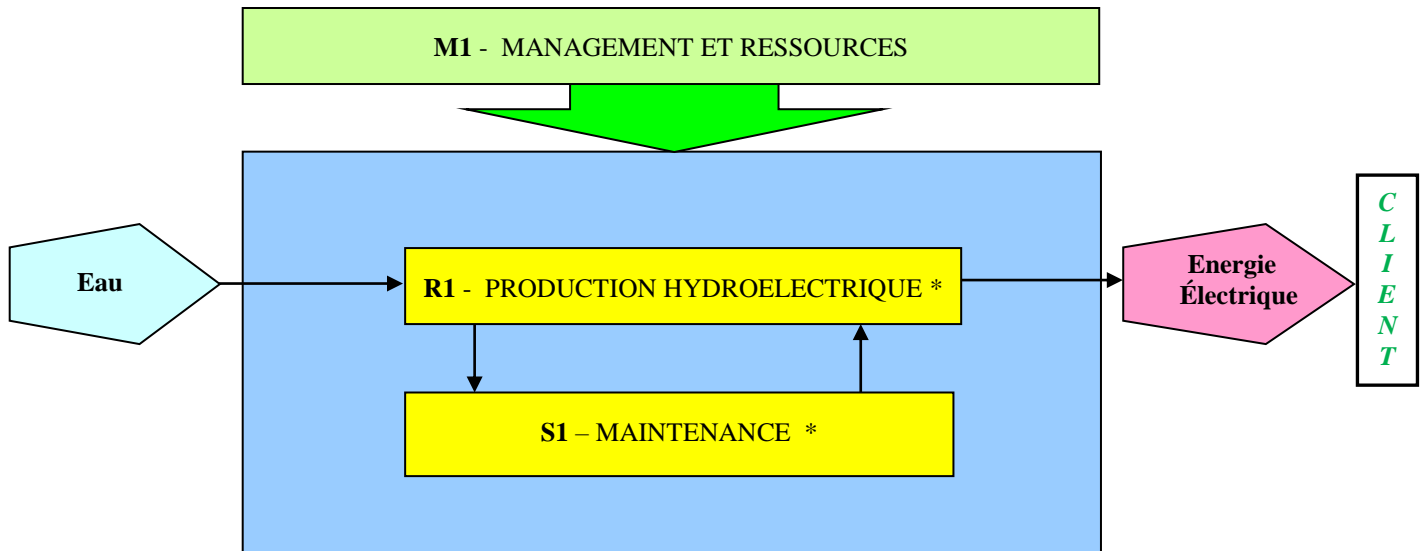 M1 - MANAGEMENT ET RESSOURCES
Eau
R1 - PRODUCTION HYDROELECTRIQUE *
Energie
Électrique
C
L
I
E
N
T
S1 – MAINTENANCE *